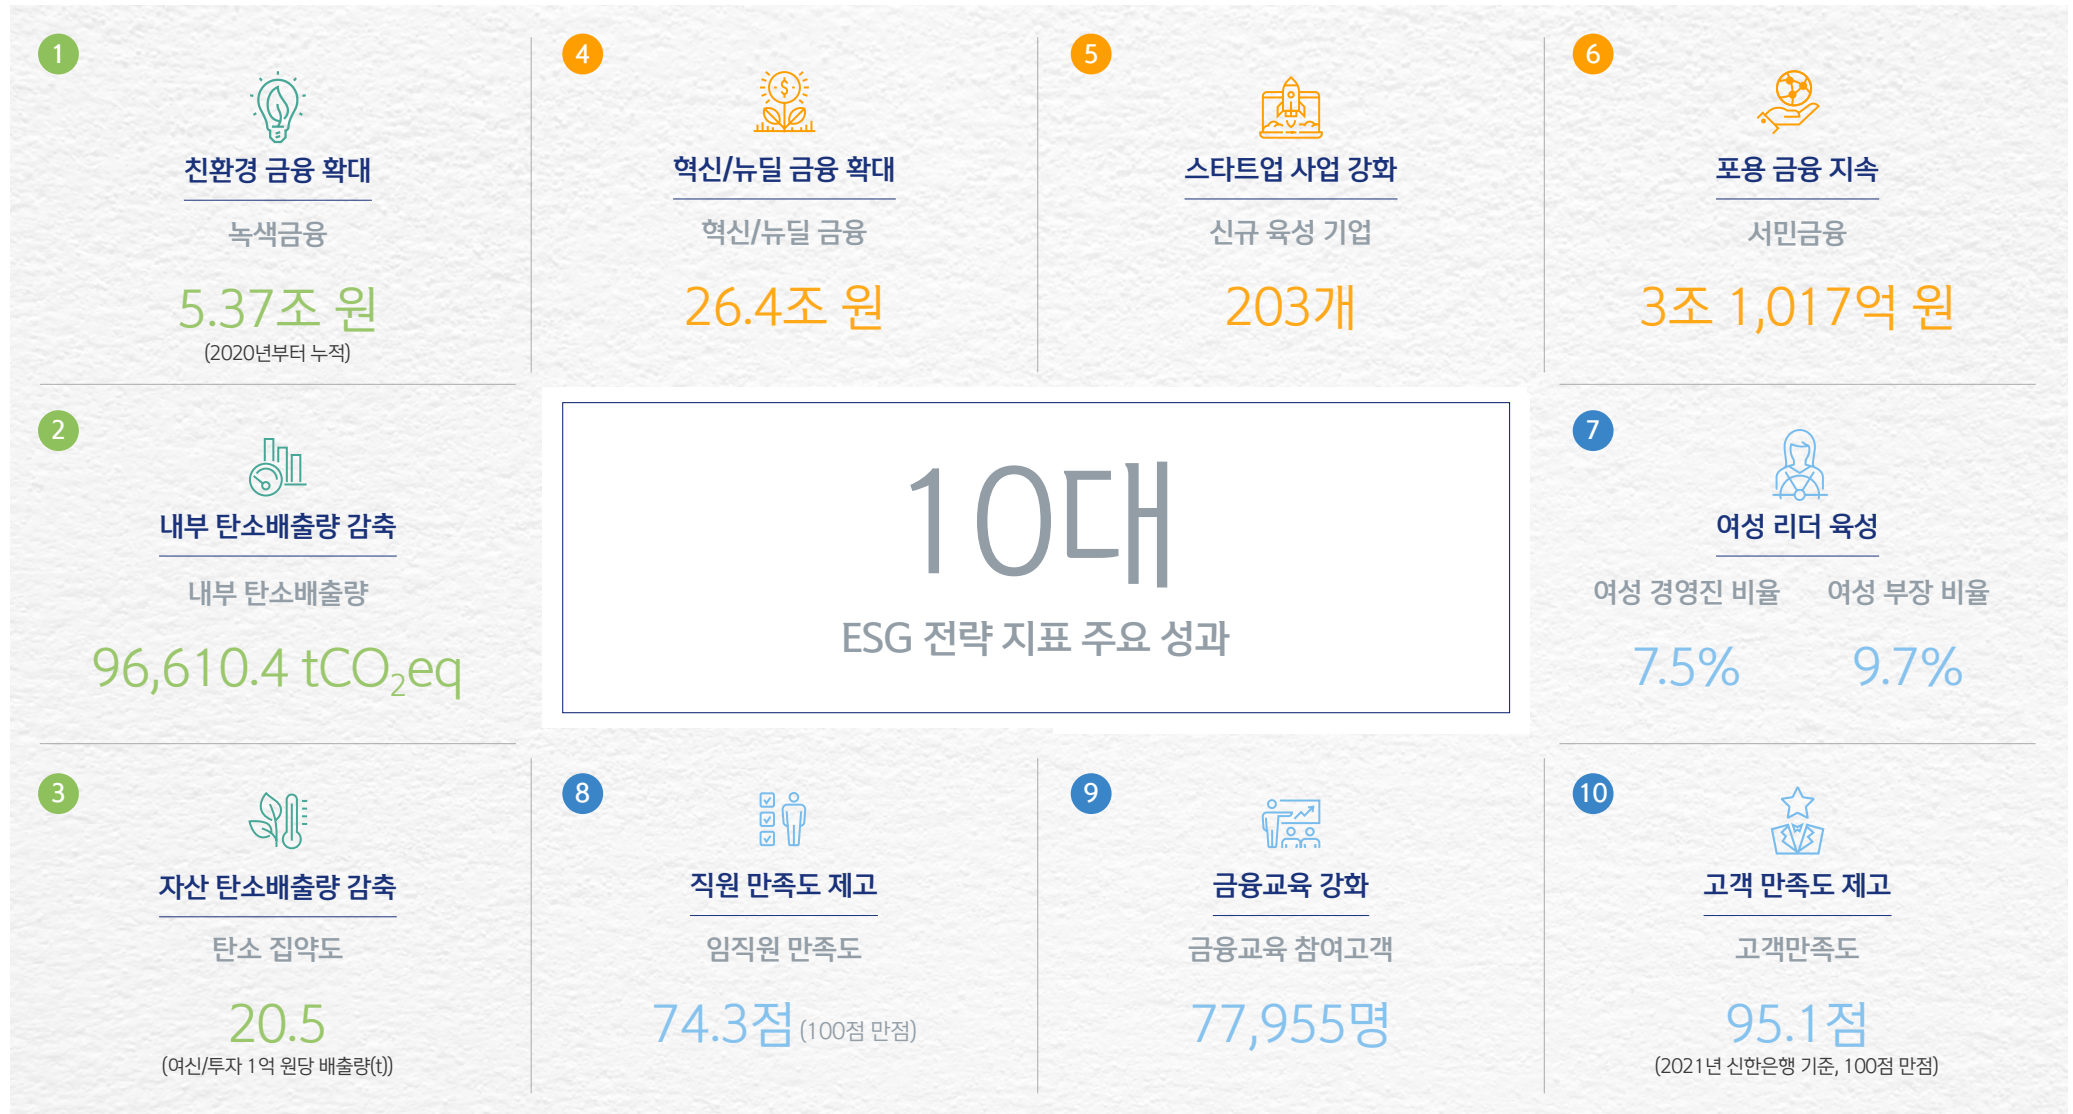 1
친환경 금융 확대
녹색금융
5.37조 원
(2020년부터 누적)
4
혁신/뉴딜 금융 확대
혁신/뉴딜 금융
26.4조 원
5
스타트업 사업 강화
신규 육성 기업
203개
6
포용 금융 지속
서민금융
3조 1,017억 원
2
내부 탄소배출량 감축
내부 탄소배출량
96,610.4 tCO₂eq
10대
ESG 전략 지표 주요 성과
7
여성 리더 육성
여성 경영진 비율 여성 부장 비율
7.5% 9.7%
3
자산 탄소배출량 감축
탄소 집약도
20.5
(여신/투자 1억 원당 배출량(t))
8
직원 만족도 제고
임직원 만족도
74.3점 (100점 만점)
9
금융교육 강화
금융교육 참여고객
77,955명
10
고객 만족도 제고
고객만족도
95.1점
(2021년 신한은행 기준, 100점 만점)